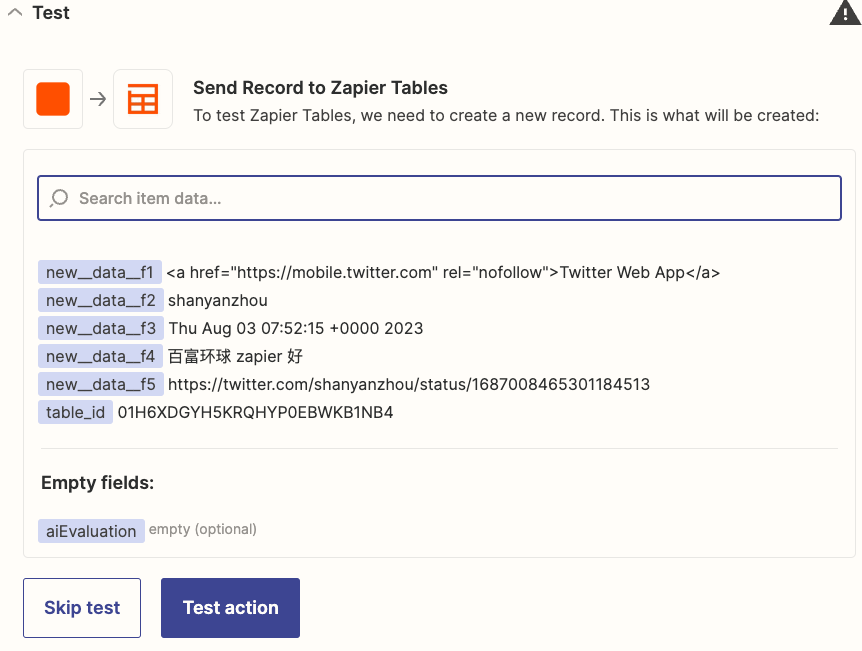 Test
Send Record to Zapier Tables
To test Zapier Tables, we need to create a new record. This is what will be created:
Search item data...
new__data__f1 <a href="https://mobile.twitter.com" rel="nofollow">Twitter Web App</a>
new__data__f2 shanyanzhou
new__data__f3 Thu Aug 03 07:52:15 +0000 2023
new__data__f4 百富环球 zapier 好
new__data__f5 https://twitter.com/shanyanzhou/status/1687008465301184513
table_id 01H6XDGYH5KRQHYP0EBWKB1NB4
Empty fields:
aiEvaluation empty (optional)
Skip test Test action